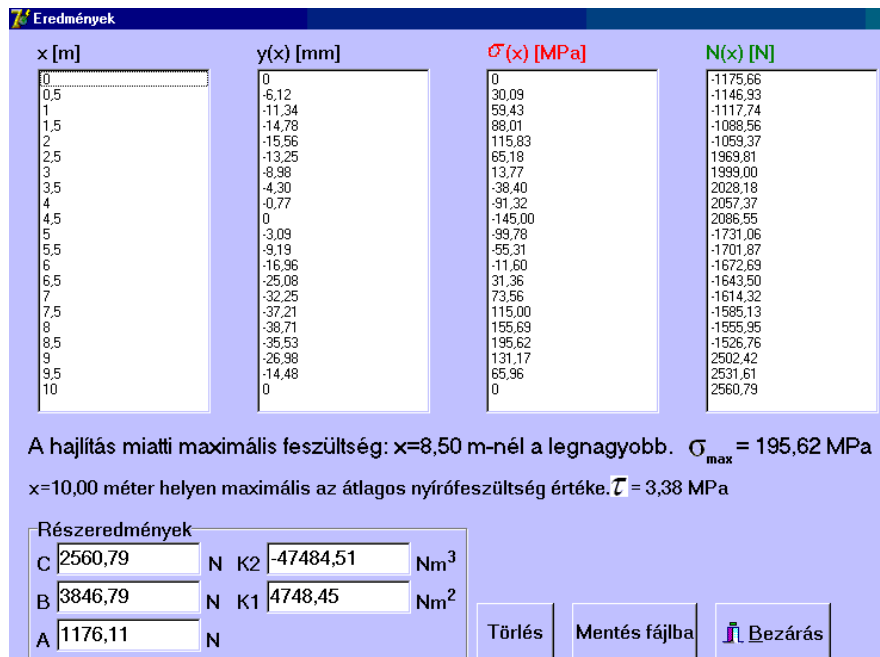 Eredmények
x [m] y(x) [mm] σ(x) [MPa] N(x) [N]
0 0 0 -1175,66
0,5 -6,12 30,09 -1146,93
1 -11,34 59,43 -1117,74
1,5 -14,78 88,01 -1088,56
2 -15,56 115,83 -1059,37
2,5 -13,25 65,18 1969,81
3 -8,98 13,77 1999,00
3,5 -4,30 -38,40 2028,18
4 -0,77 -91,32 2057,37
4,5 0 -145,00 2086,55
5 -3,09 -99,78 -1731,06
5,5 -9,19 -55,31 -1701,87
6 -16,96 -11,60 -1672,69
6,5 -25,08 31,36 -1643,50
7 -32,25 73,56 -1614,32
7,5 -37,21 115,00 -1585,13
8 -38,71 155,69 -1555,95
8,5 -35,53 195,62 -1526,76
9 -26,98 131,17 2502,42
9,5 -14,48 65,96 2531,61
10 0 0 2560,79
A hajlítás miatti maximális feszültség: x=8,50 m-nél a legnagyobb. σmax = 195,62 MPa
x=10,00 méter helyen maximális az átlagos nyírófeszültség értéke. τ = 3,38 MPa
Részeredmények
C 2560,79 N K2 -47484,51 Nm³
B 3846,79 N K1 4748,45 Nm²
A 1176,11 N
Törlés Mentés fájlba Bezárás